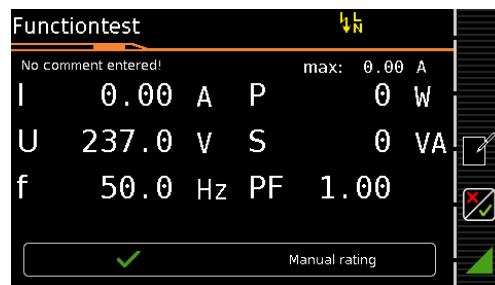 Functiontest
L
N
No comment entered! max: 0.00 A
I 0.00 A P 0 W
U 237.0 V S 0 VA
f 50.0 Hz PF 1.00
Manual rating